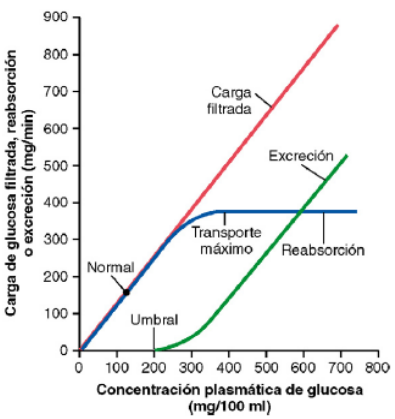 Carga de glucosa filtrada, reabsorción
o excreción (mg/min)
900
800
700
600
500
400
300
200
100
0
Carga
filtrada
Excreción
Transporte
máximo
Reabsorción
Normal
Umbral
0 100 200 300 400 500 600 700 800
Concentración plasmática de glucosa
(mg/100 ml)